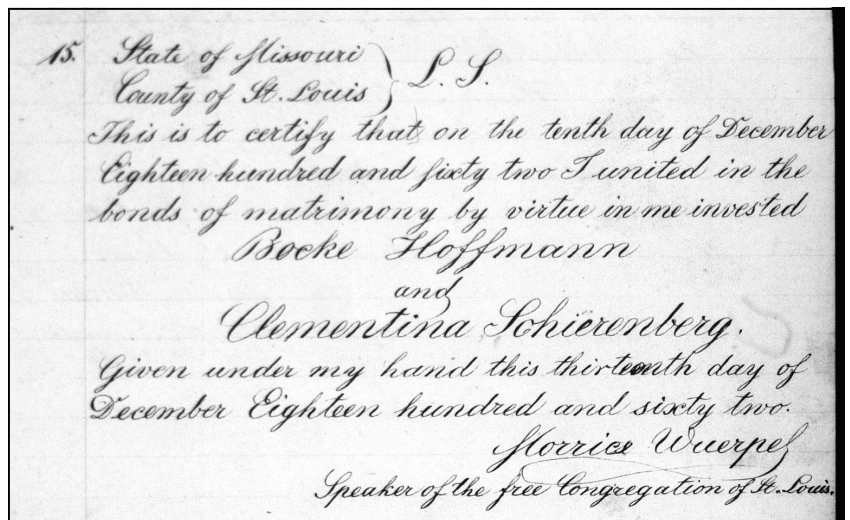 15. State of Missouri
County of St. Louis } L. S.
This is to certify that on the tenth day of December
Eighteen hundred and sixty two I united in the
bonds of matrimony by virtue in me invested
Bocke Hoffmann
and
Clementina Schierenberg.
Given under my hand this thirteenth day of
December Eighteen hundred and sixty two.
Morrice Wuerpel
Speaker of the free Congregation of St. Louis.